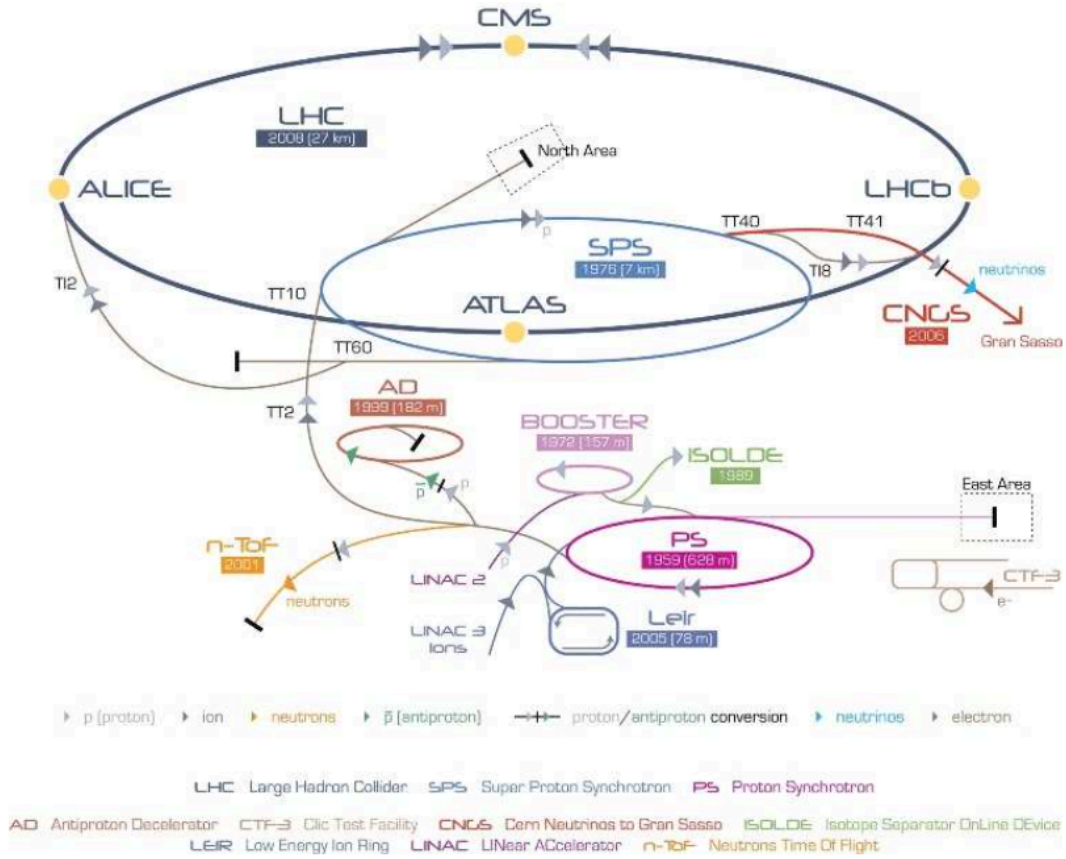 CMS
LHC
2008 (27 km)
North Area
ALICE
LHCb
TT40
TT41
SPS
1976 (7 km)
p
TI8
TI2
TT10
neutrinos
ATLAS
CNGS
2006
Gran Sasso
TT60
AD
1999 (182 m)
TT2
BOOSTER
1972 (157 m)
ISOLDE
1989
p̅
p
East Area
n-ToF
2001
PS
1959 (628 m)
LINAC 2
p
neutrons
CTF-3
e-
LINAC 3
Ions
Leir
2005 (78 m)
p (proton) ion neutrons p̅ (antiproton) proton/antiproton conversion neutrinos electron
LHC Large Hadron Collider SPS Super Proton Synchrotron PS Proton Synchrotron
AD Antiproton Decelerator CTF-3 Clic Test Facility CNGS Cern Neutrinos to Gran Sasso ISOLDE Isotope Separator OnLine DEvice
LEIR Low Energy Ion Ring LINAC LINear ACcelerator n-ToF Neutrons Time Of Flight